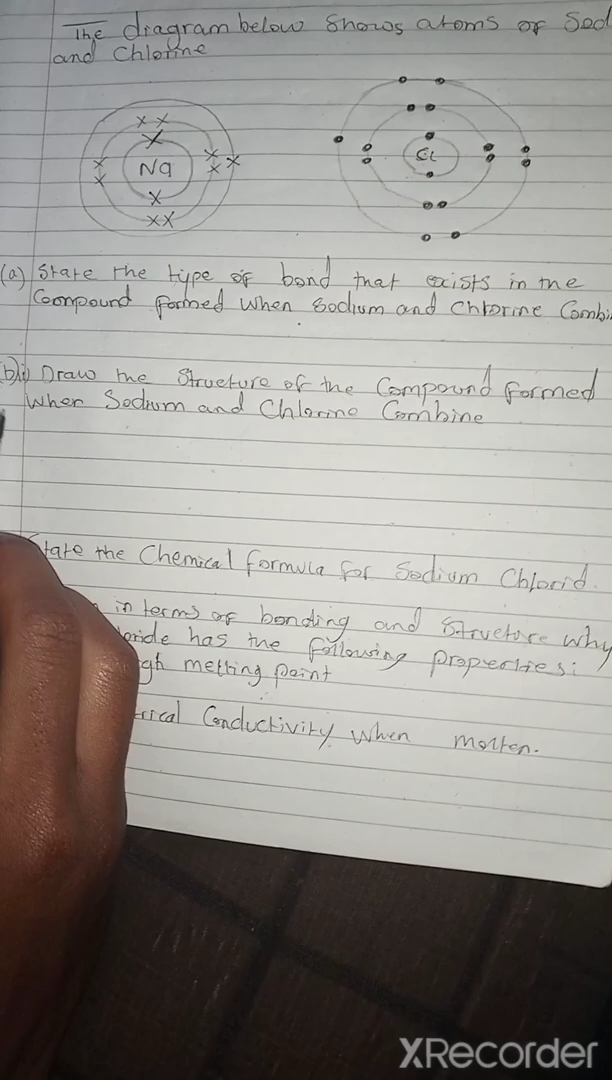 The diagram below Shows atoms of Sod
and Chlorine
Na
CL
(a) State the type of bond that exists in the
Compound formed when Sodium and Chlorine Combi
(b)i) Draw the Structure of the Compound formed
When Sodium and Chlorine Combine
State the Chemical formula for Sodium Chlorid.
in terms of bonding and Structure why
loride has the following properties:
gh melting point
trical Conductivity when molten.
XRecorder